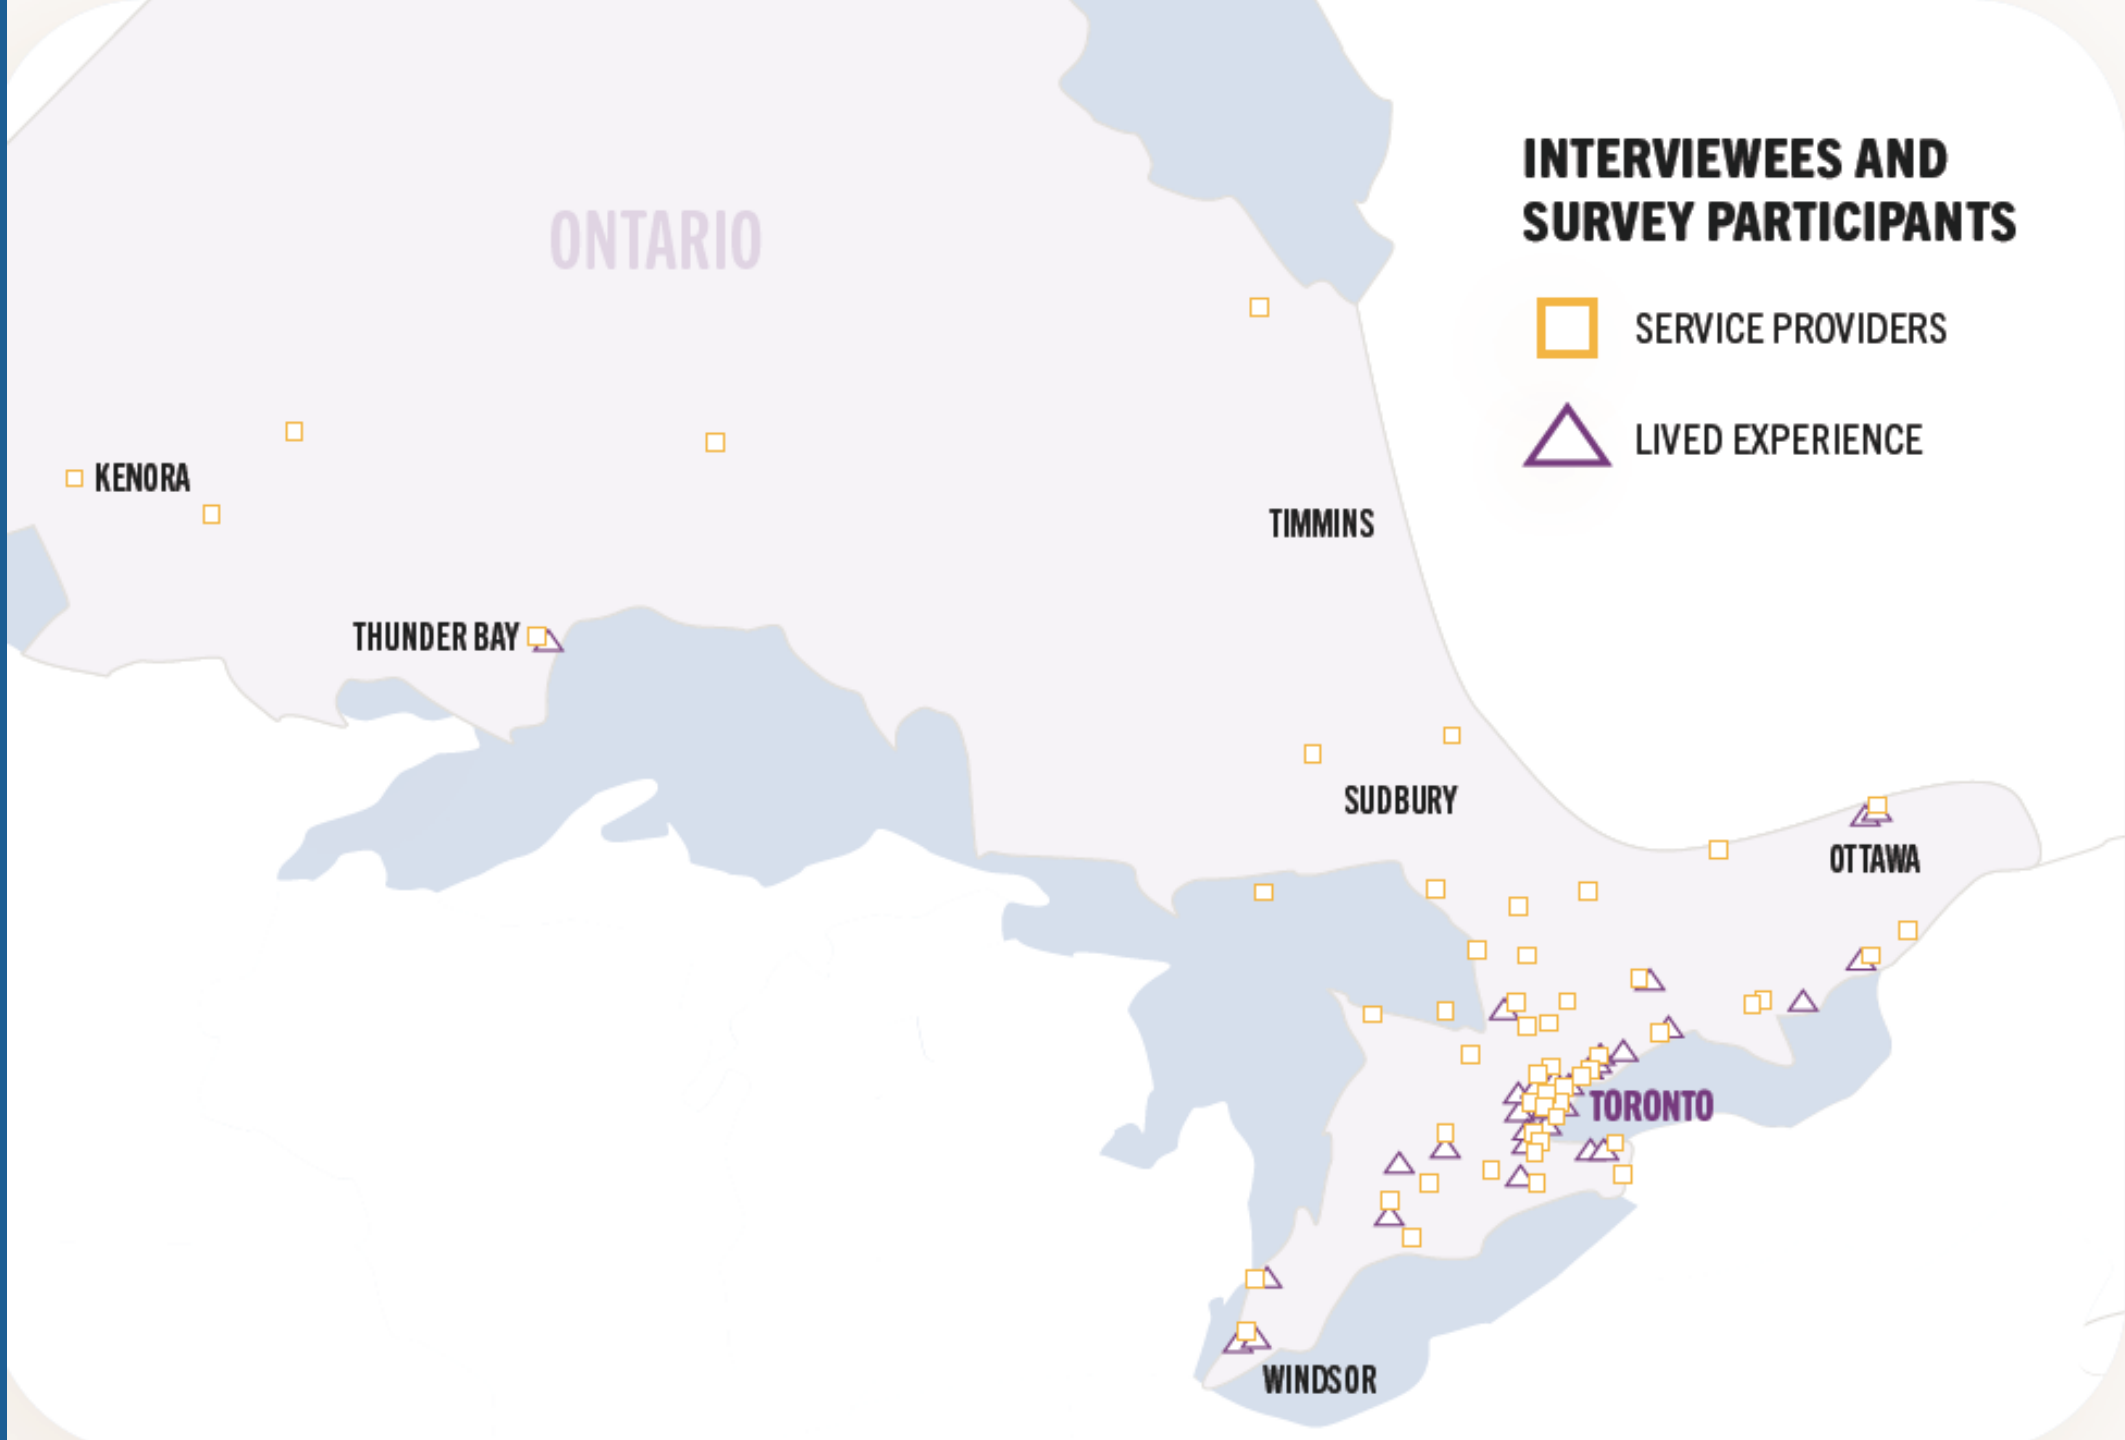 INTERVIEWEES AND
SURVEY PARTICIPANTS
SERVICE PROVIDERS
LIVED EXPERIENCE
ONTARIO
KENORA
TIMMINS
THUNDER BAY
SUDBURY
OTTAWA
TORONTO
WINDSOR